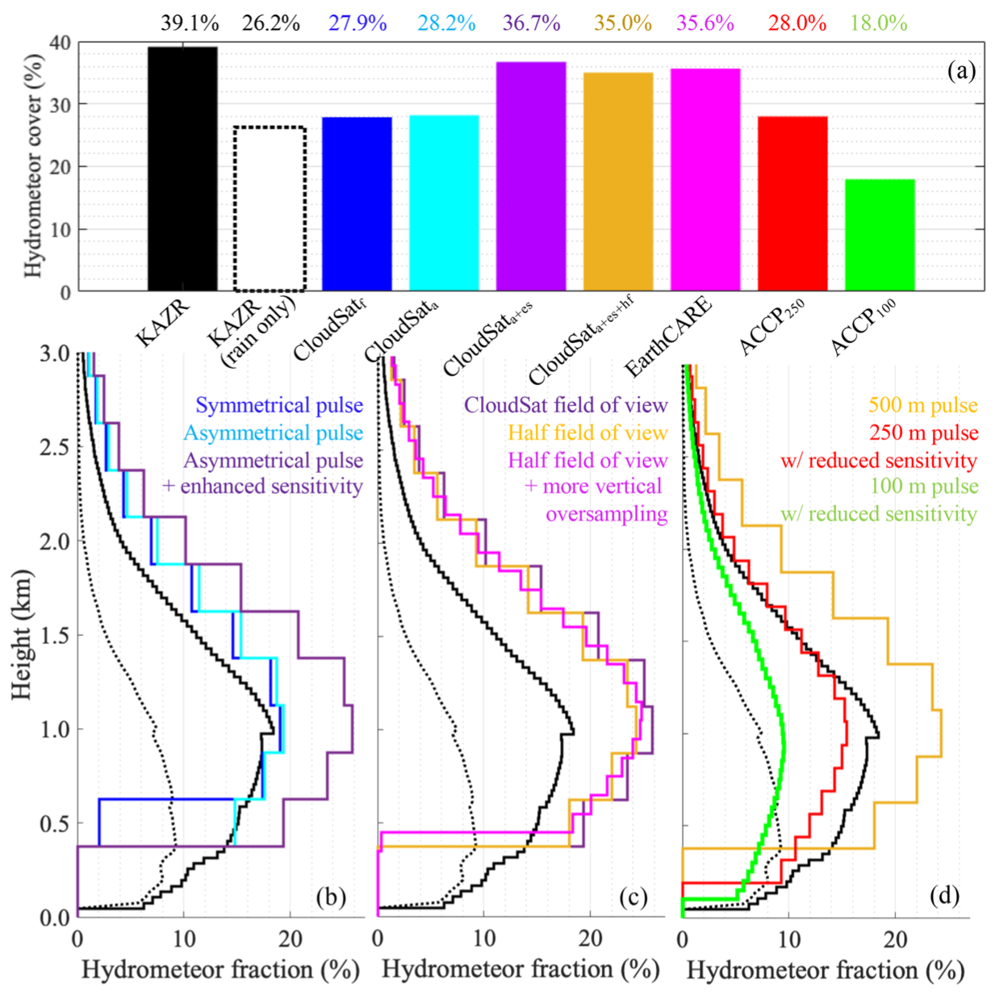 39.1% 26.2% 27.9% 28.2% 36.7% 35.0% 35.6% 28.0% 18.0%
Hydrometeor cover (%)
40
30
20
10
0
(a)
KAZR
KAZR
(rain only)
CloudSatf
CloudSata
CloudSata+es
CloudSata+es+hf
EarthCARE
ACCP250
ACCP100
Height (km)
3.0
2.5
2.0
1.5
1.0
0.5
0.0
Symmetrical pulse
Asymmetrical pulse
Asymmetrical pulse
+ enhanced sensitivity
(b)
0 10 20
Hydrometeor fraction (%)
CloudSat field of view
Half field of view
Half field of view
+ more vertical
oversampling
(c)
0 10 20
Hydrometeor fraction (%)
500 m pulse
250 m pulse
w/ reduced sensitivity
100 m pulse
w/ reduced sensitivity
(d)
0 10 20
Hydrometeor fraction (%)